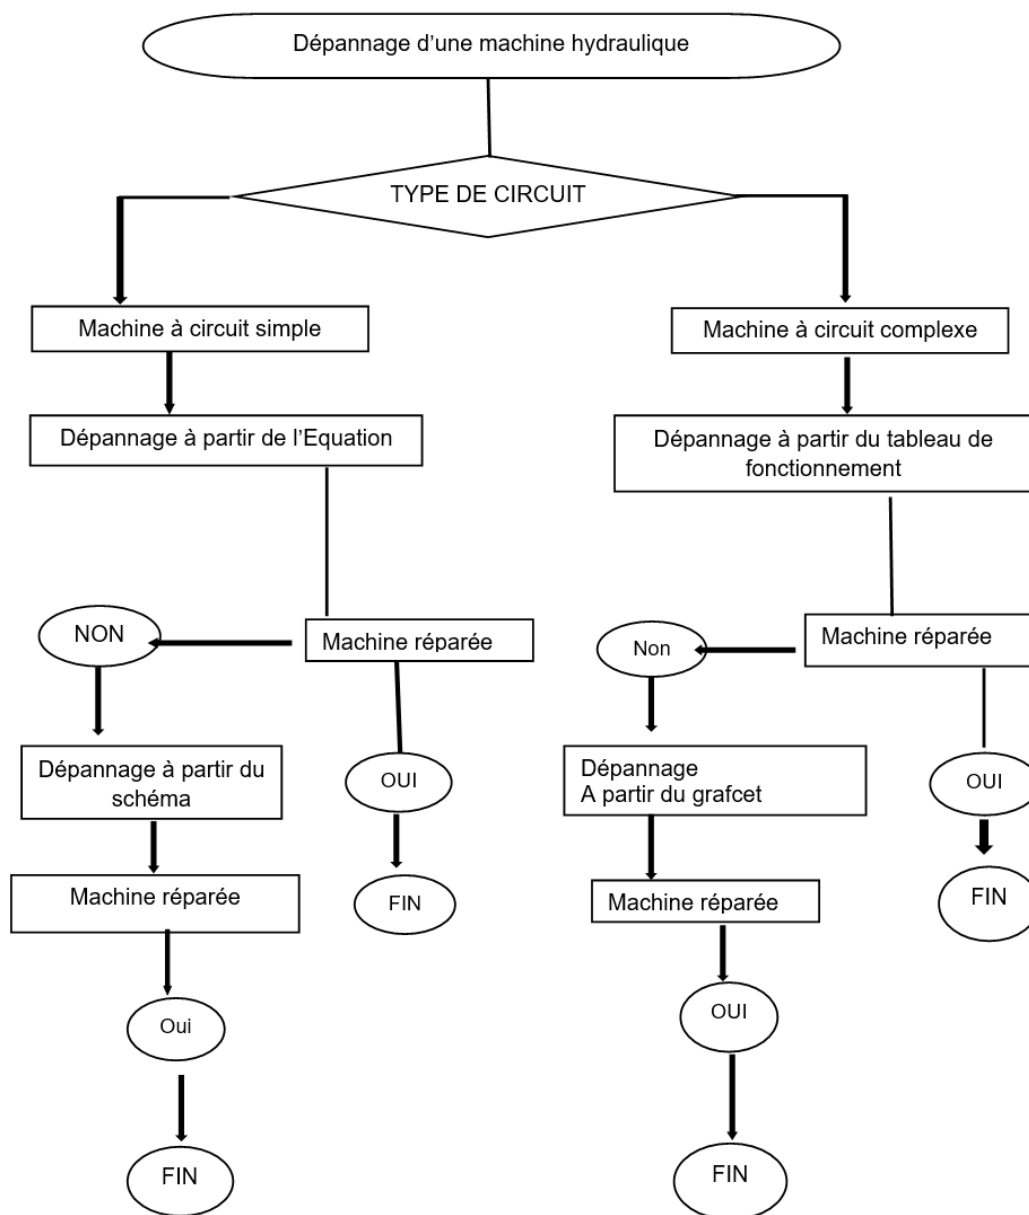 Dépannage d’une machine hydraulique
TYPE DE CIRCUIT
Machine à circuit simple
Machine à circuit complexe
Dépannage à partir de l’Equation
Dépannage à partir du tableau de
fonctionnement
NON
Machine réparée
Non
Machine réparée
Dépannage à partir du
schéma
OUI
Dépannage
A partir du grafcet
OUI
Machine réparée
FIN
Machine réparée
FIN
Oui
OUI
FIN
FIN